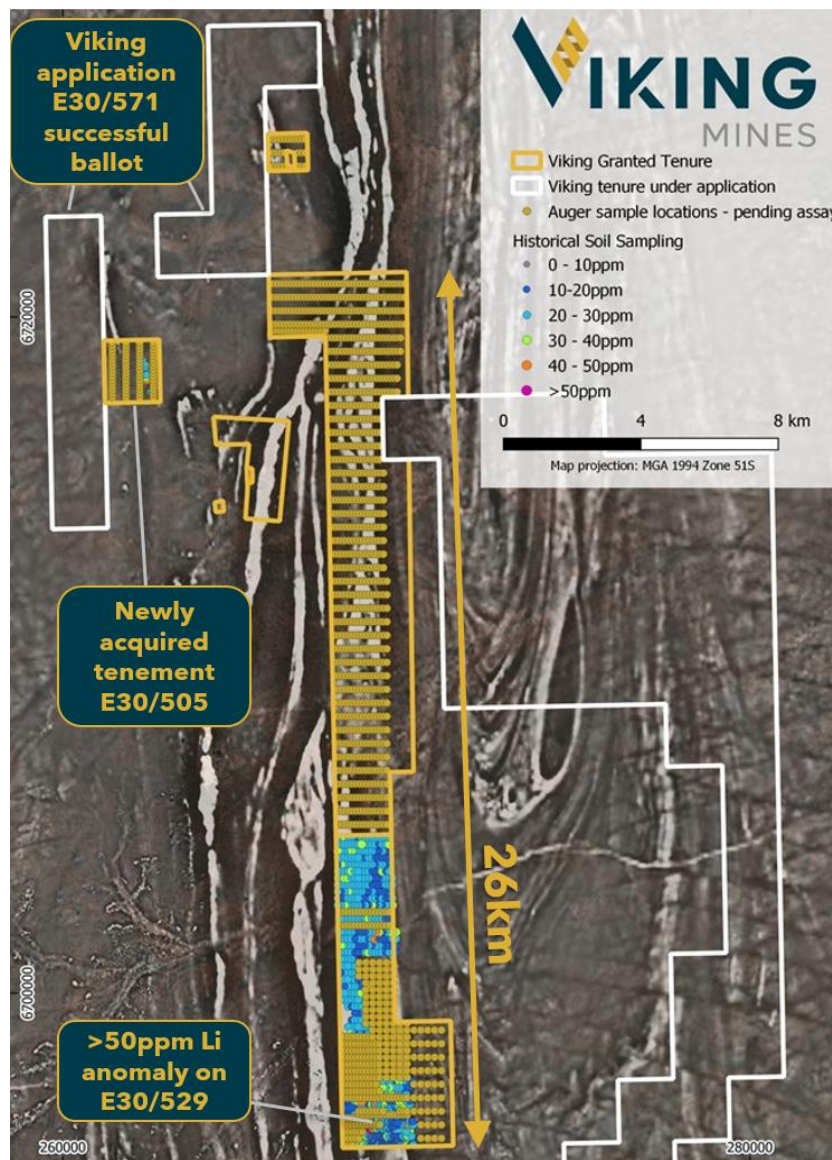 Viking
application
E30/571
successful
ballot
VIKING
MINES
Viking Granted Tenure
Viking tenure under application
Auger sample locations - pending assay
Historical Soil Sampling
0 - 10ppm
10-20ppm
20 - 30ppm
30 - 40ppm
40 - 50ppm
>50ppm
0 4 8 km
Map projection: MGA 1994 Zone 51S
6720000
Newly
acquired
tenement
E30/505
26km
6700000
>50ppm Li
anomaly on
E30/529
260000
280000